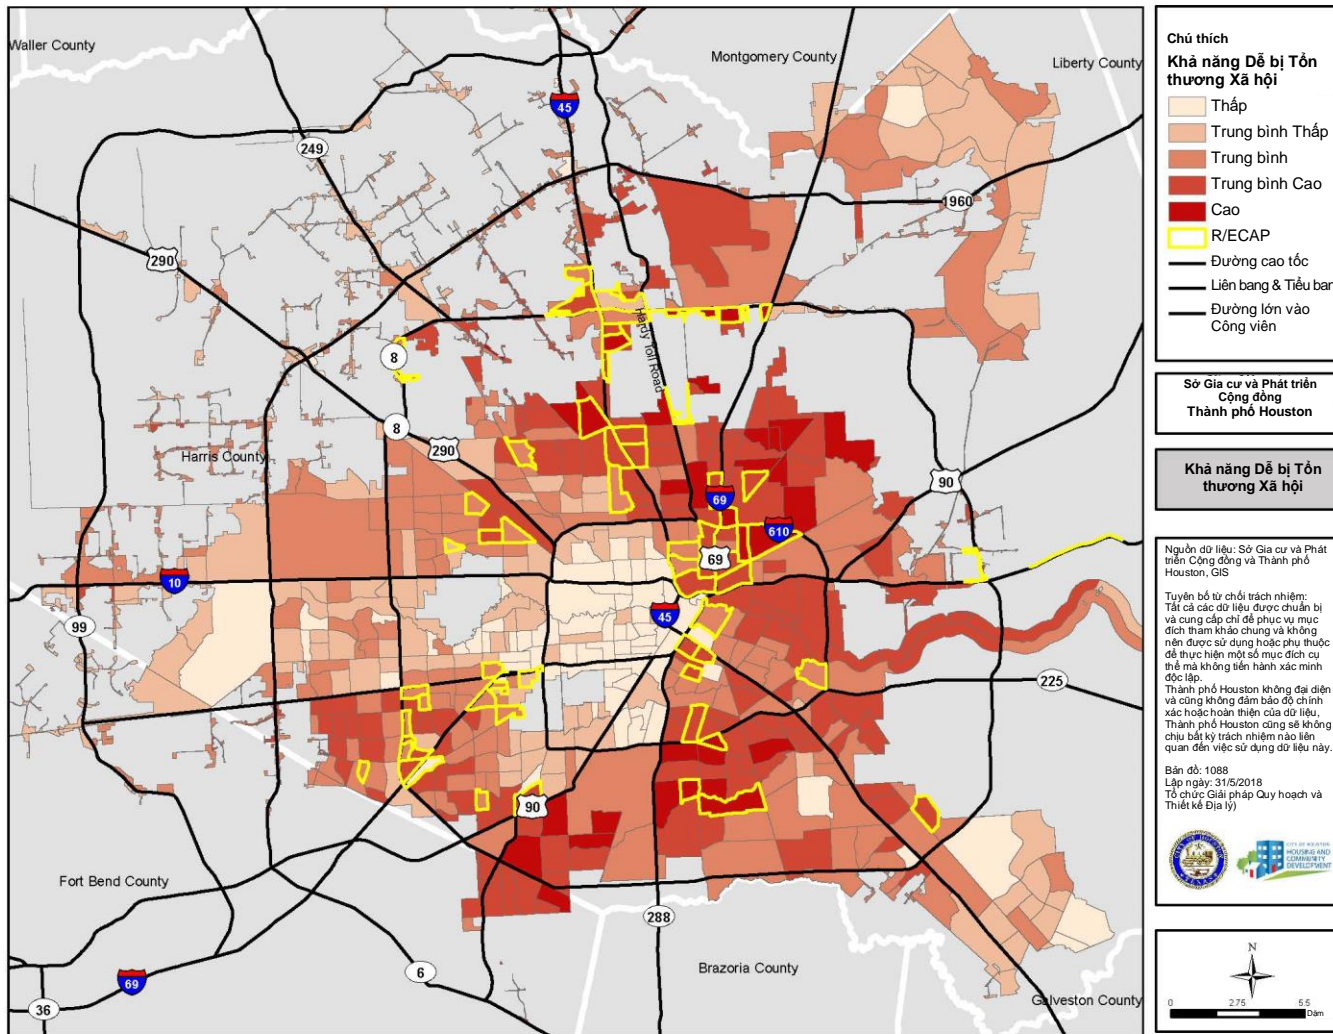 Waller County
Montgomery County
Liberty County
45
249
1960
290
Hardy Toll Road
8
8
290
Harris County
90
69
610
69
10
45
99
225
90
Fort Bend County
288
6
Brazoria County
69
36
Galveston County
Chú thích
Khả năng Dễ bị Tổn
thương Xã hội
Thấp
Trung bình Thấp
Trung bình
Trung bình Cao
Cao
R/ECAP
Đường cao tốc
Liên bang & Tiểu ban
Đường lớn vào
Công viên
Sở Gia cư và Phát triển
Cộng đồng
Thành phố Houston
Khả năng Dễ bị Tổn
thương Xã hội
Nguồn dữ liệu: Sở Gia cư và Phát
triển Cộng đồng và Thành phố
Houston, GIS
Tuyên bố từ chối trách nhiệm:
Tất cả các dữ liệu được chuẩn bị
và cung cấp chỉ để phục vụ mục
đích tham khảo chung và không
nên được sử dụng hoặc phụ thuộc
để thực hiện một số mục đích cụ
thể mà không tiến hành xác minh
độc lập.
Thành phố Houston không đại diện
và cũng không đảm bảo độ chính
xác hoặc hoàn thiện của dữ liệu,
Thành phố Houston cũng sẽ không
chịu bất kỳ trách nhiệm nào liên
quan đến việc sử dụng dữ liệu này.
Bản đồ: 1088
Lập ngày: 31/5/2018
Tổ chức Giải pháp Quy hoạch và
Thiết kế Địa lý)
CITY OF HOUSTON
HOUSING AND
COMMUNITY
DEVELOPMENT
N
0 2.75 5.5
Dặm